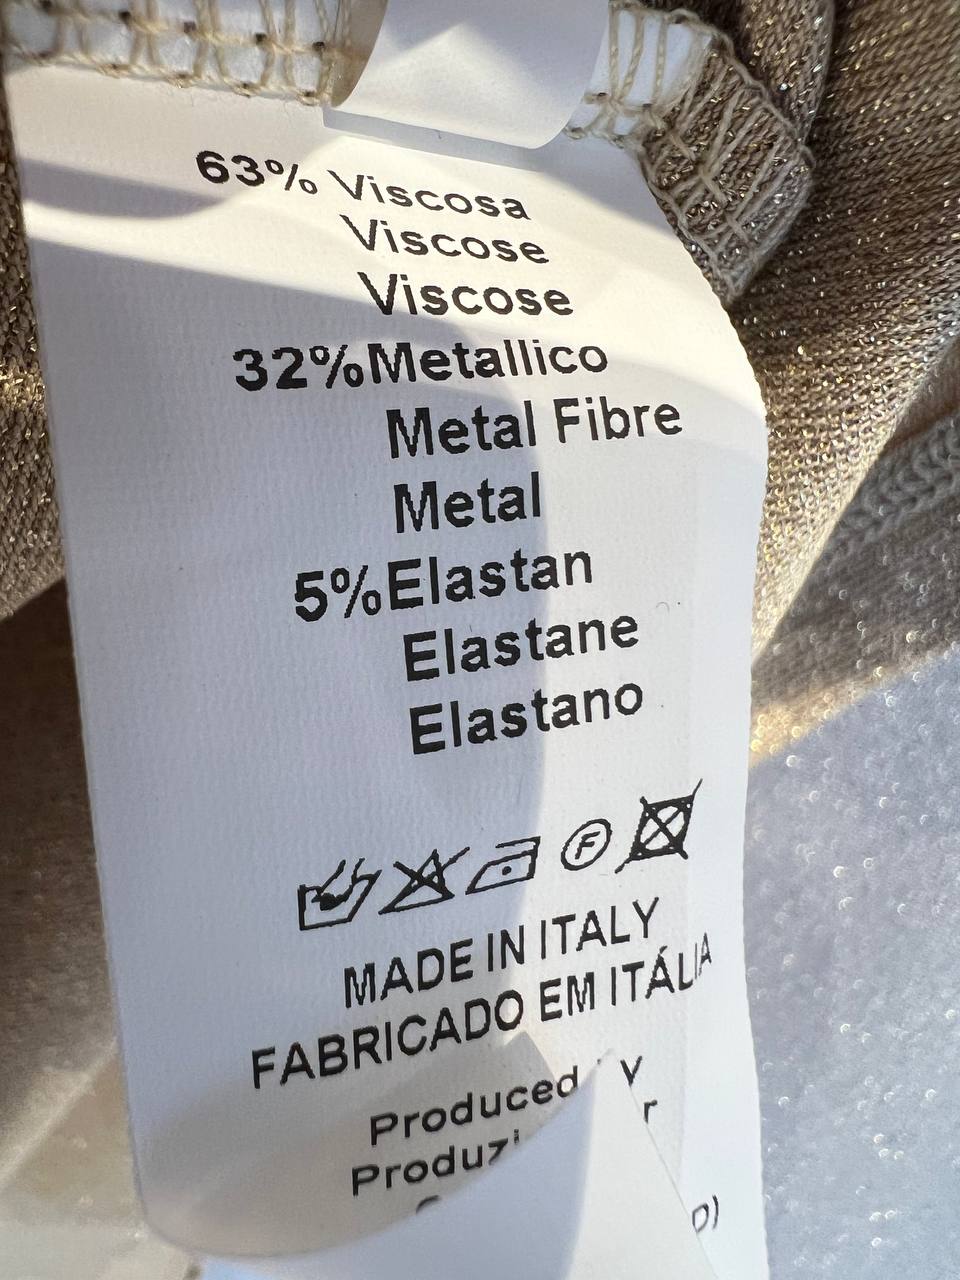 63% Viscosa
Viscose
Viscose
32%Metallico
Metal Fibre
Metal
5%Elastan
Elastane
Elastano
F
MADE IN ITALY
FABRICADO EM ITÁLIA
Produced